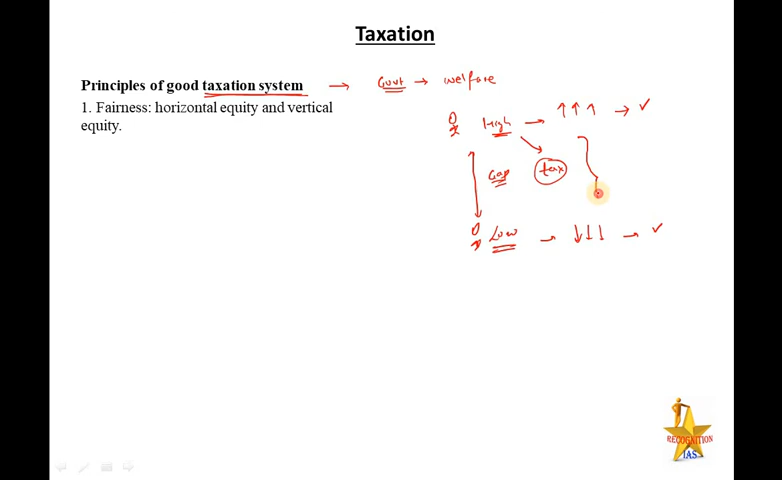 Taxation
Principles of good taxation system → Govt → welfare
1. Fairness: horizontal equity and vertical
equity.
High → ↑ ↑ ↑ → ✓
Gap
tax
Low → ↓ ↓ ↓ → ✓
RECOGNITION
IAS